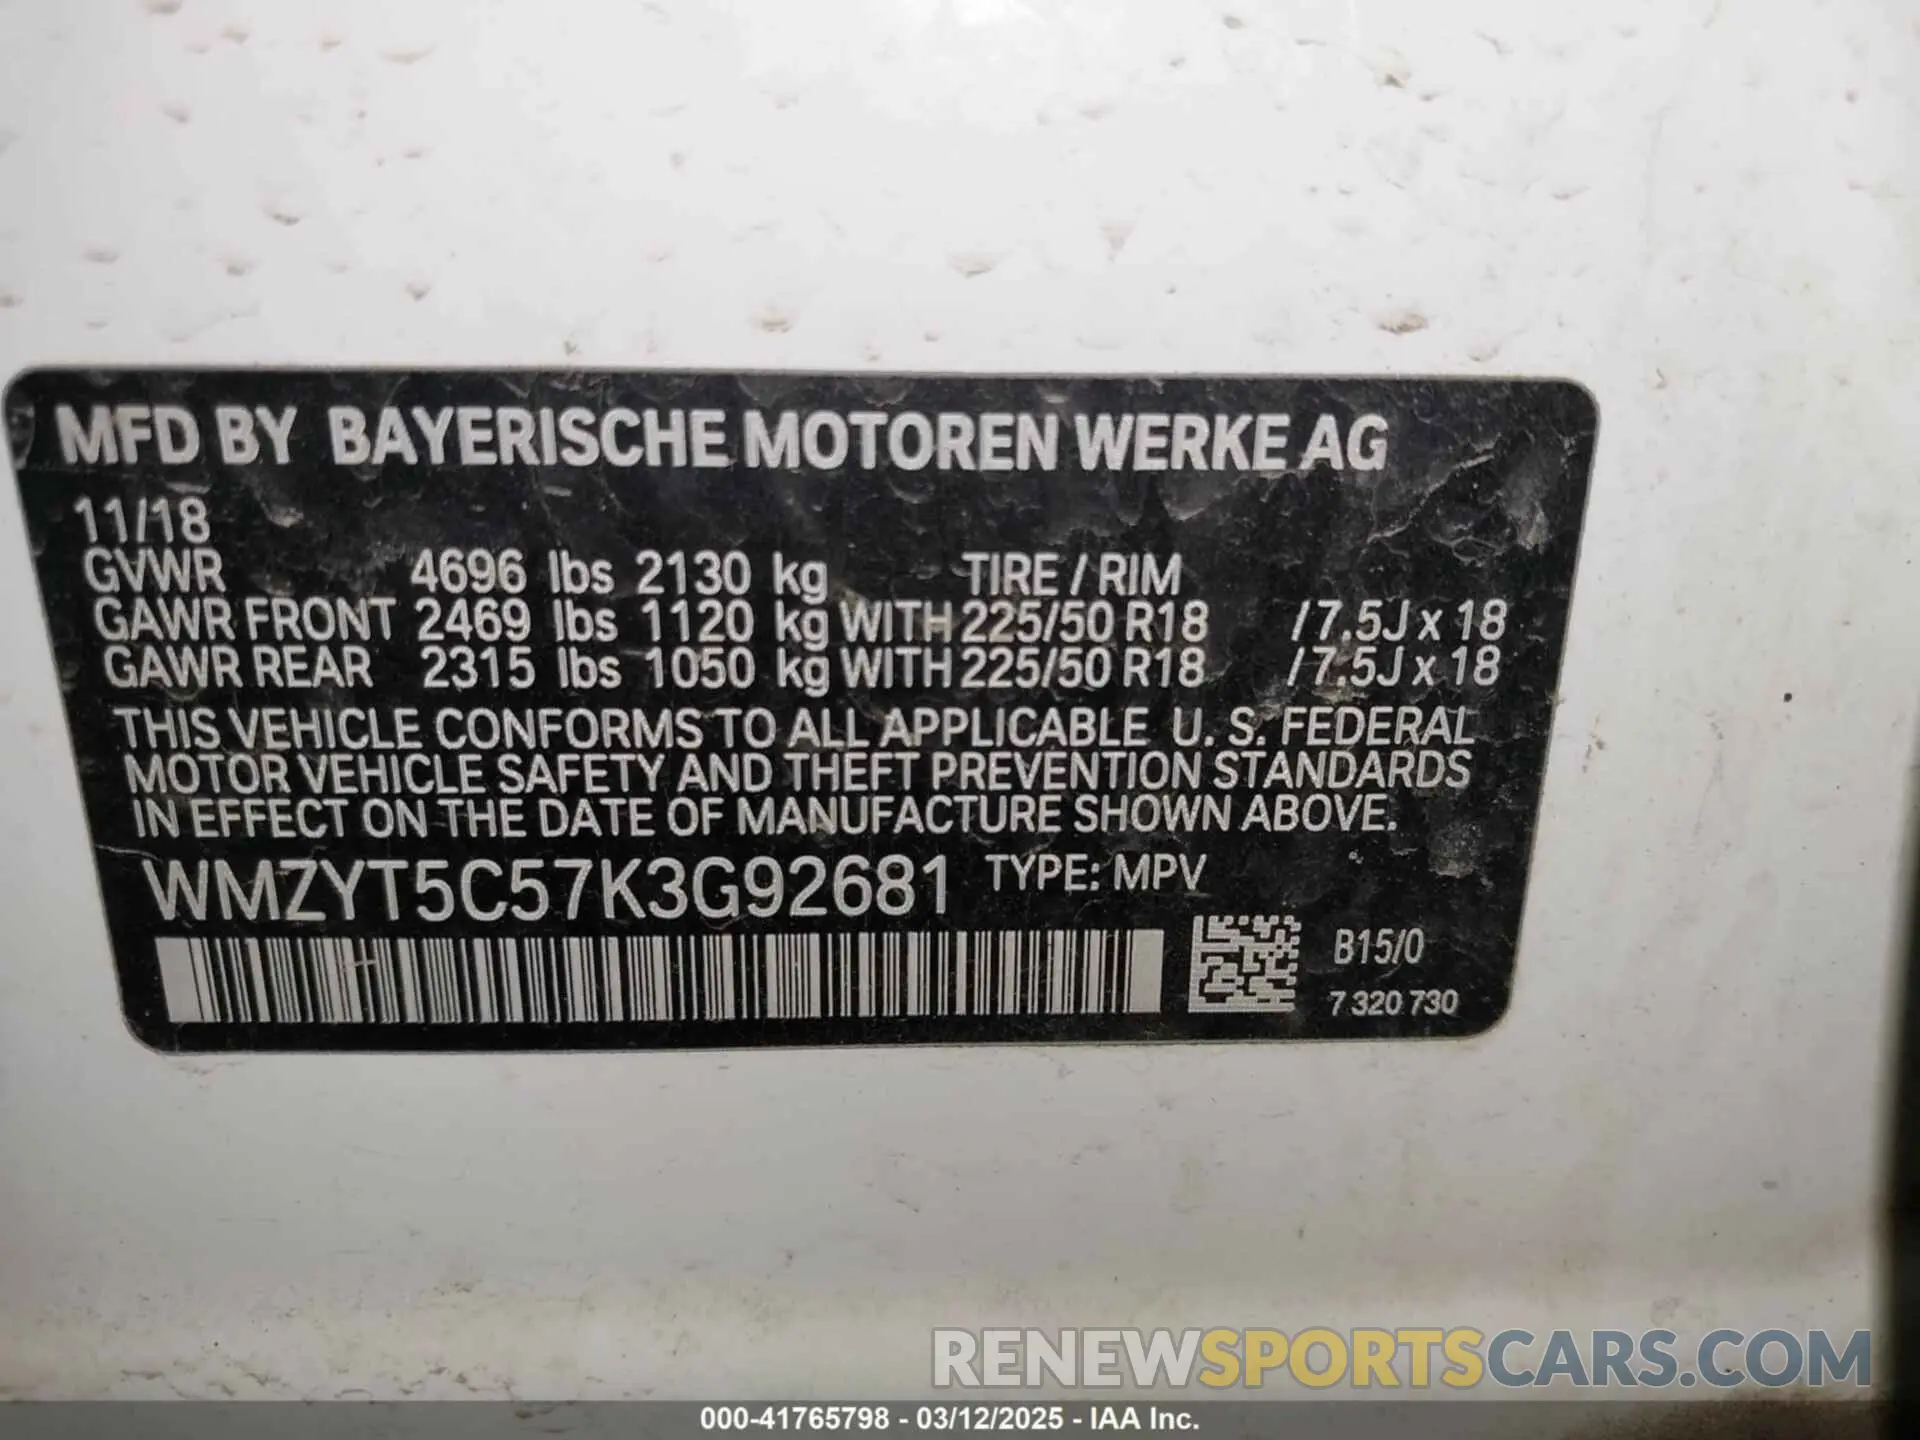 MFD BY BAYERISCHE MOTOREN WERKE AG
11/18
GVWR 4696 lbs 2130 kg TIRE / RIM
GAWR FRONT 2469 lbs 1120 kg WITH 225/50 R18 / 7.5J x 18
GAWR REAR 2315 lbs 1050 kg WITH 225/50 R18 / 7.5J x 18
THIS VEHICLE CONFORMS TO ALL APPLICABLE U. S. FEDERAL
MOTOR VEHICLE SAFETY AND THEFT PREVENTION STANDARDS
IN EFFECT ON THE DATE OF MANUFACTURE SHOWN ABOVE.
WMZYT5C57K3G92681 TYPE: MPV
B15/0
7 320 730
RENEWSPORTSCARS.COM
000-41765798 - 03/12/2025 - IAA Inc.